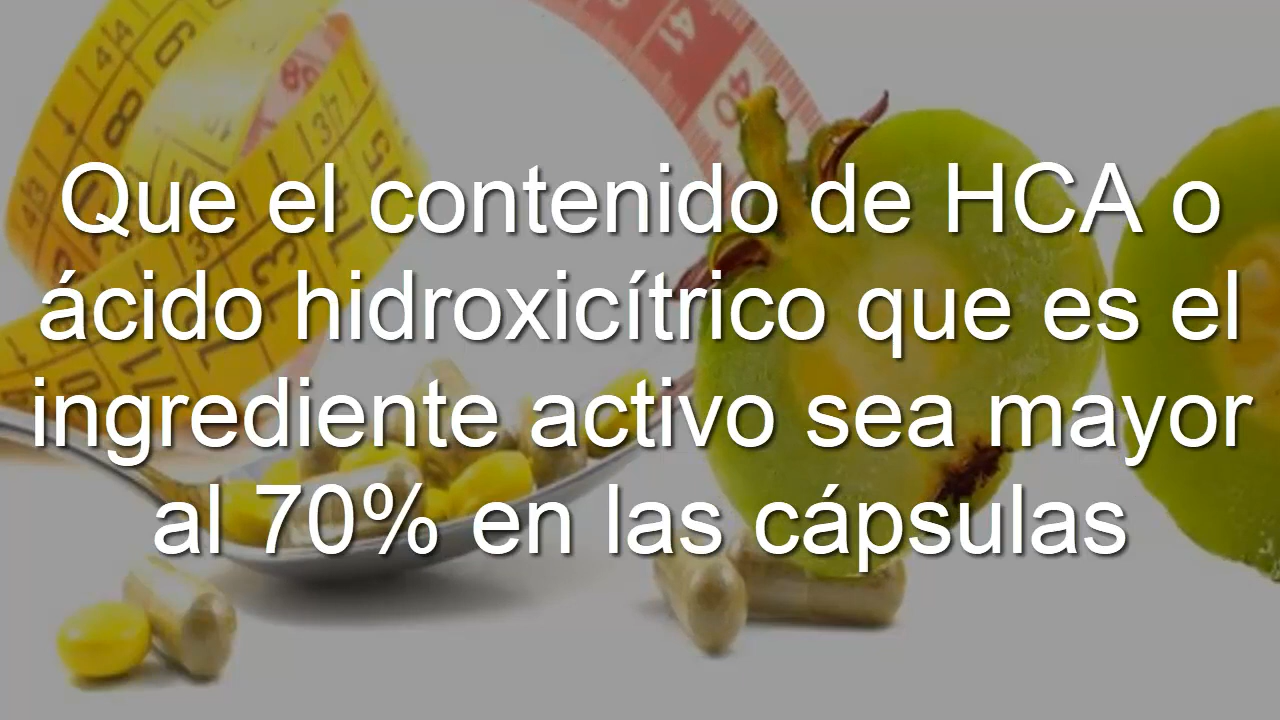 Que el contenido de HCA o
ácido hidroxicítrico que es el
ingrediente activo sea mayor
al 70% en las cápsulas